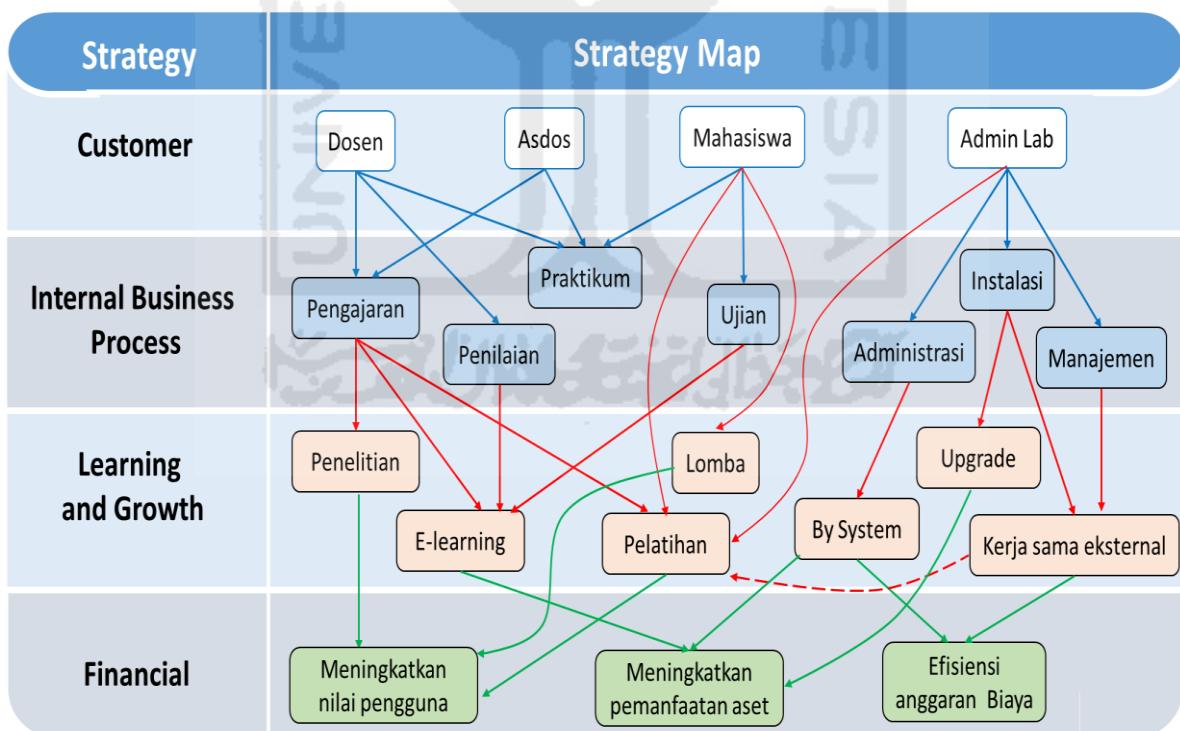 Strategy
Strategy Map
Customer
Dosen
Asdos
Mahasiswa
Admin Lab
Internal Business
Process
Pengajaran
Praktikum
Penilaian
Ujian
Administrasi
Instalasi
Manajemen
Learning
and Growth
Penelitian
E-learning
Lomba
Pelatihan
By System
Upgrade
Kerja sama eksternal
Financial
Meningkatkan
nilai pengguna
Meningkatkan
pemanfaatan aset
Efisiensi
anggaran Biaya